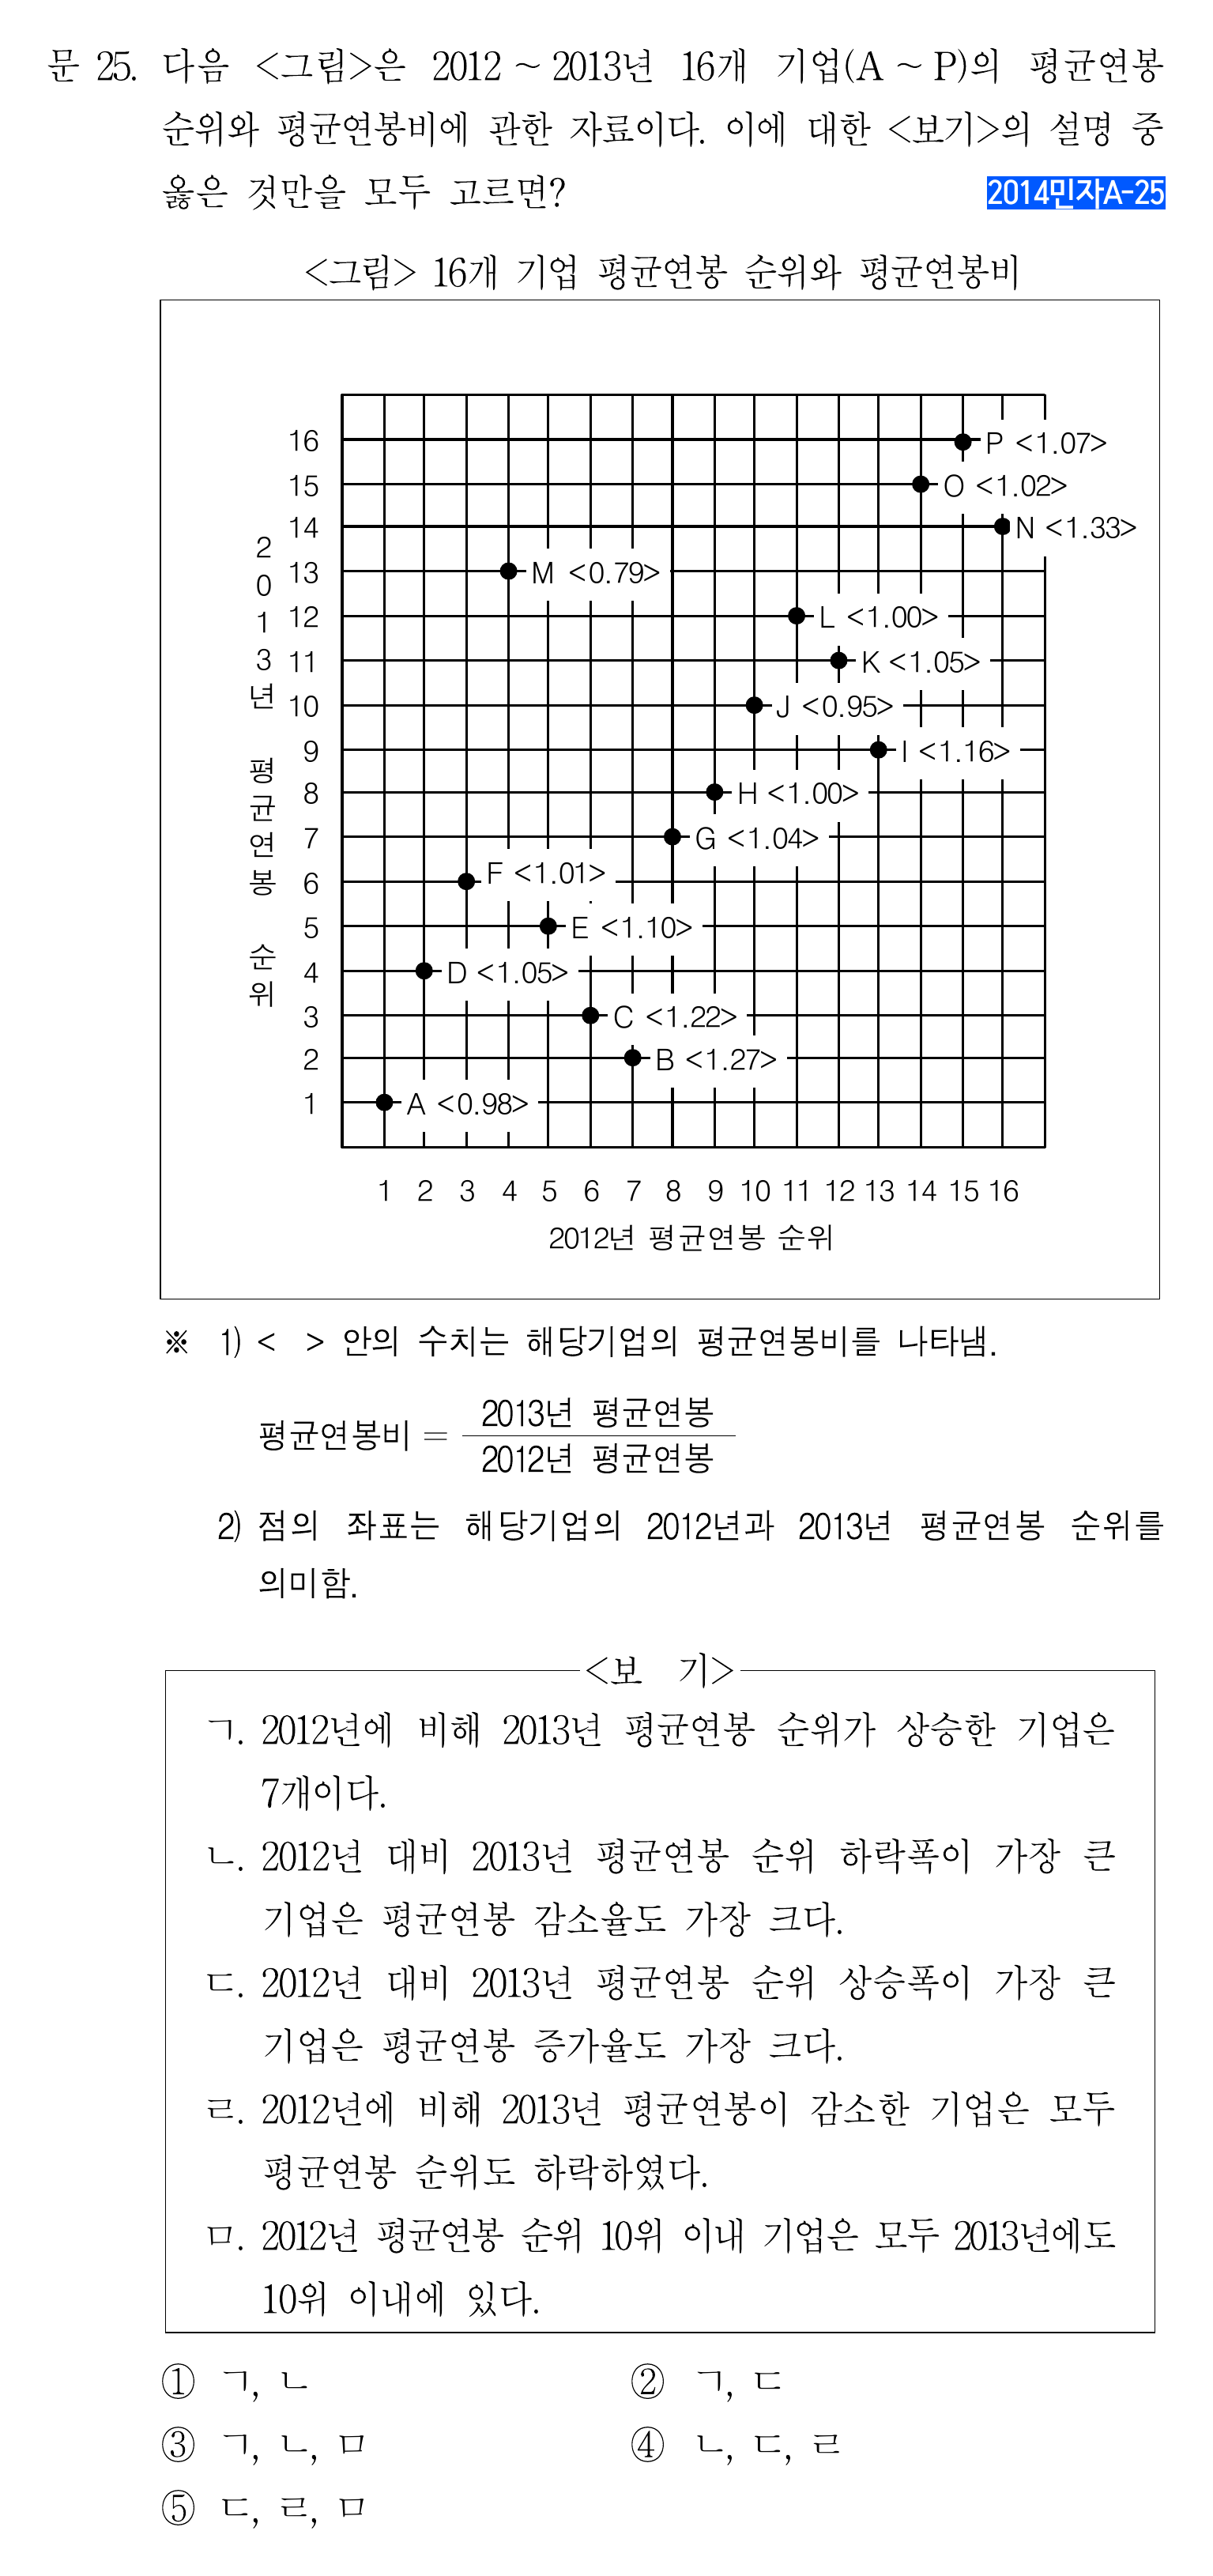 문 25. 다음 <그림>은 2012 ~ 2013년 16개 기업(A ~ P)의 평균연봉
순위와 평균연봉비에 관한 자료이다. 이에 대한 <보기>의 설명 중
옳은 것만을 모두 고르면?
2014민자A-25
<그림> 16개 기업 평균연봉 순위와 평균연봉비
2013년 평균연봉 순위
16 P <1.07>
15 O <1.02>
14 N <1.33>
13 M <0.79>
12 L <1.00>
11 K <1.05>
10 J <0.95>
9 I <1.16>
8 H <1.00>
7 G <1.04>
6 F <1.01>
5 E <1.10>
4 D <1.05>
3 C <1.22>
2 B <1.27>
1 A <0.98>
1 2 3 4 5 6 7 8 9 10 11 12 13 14 15 16
2012년 평균연봉 순위
※ 1) < > 안의 수치는 해당기업의 평균연봉비를 나타냄.
2013년 평균연봉
평균연봉비 =
2012년 평균연봉
2) 점의 좌표는 해당기업의 2012년과 2013년 평균연봉 순위를
의미함.
<보 기>
ㄱ. 2012년에 비해 2013년 평균연봉 순위가 상승한 기업은
7개이다.
ㄴ. 2012년 대비 2013년 평균연봉 순위 하락폭이 가장 큰
기업은 평균연봉 감소율도 가장 크다.
ㄷ. 2012년 대비 2013년 평균연봉 순위 상승폭이 가장 큰
기업은 평균연봉 증가율도 가장 크다.
ㄹ. 2012년에 비해 2013년 평균연봉이 감소한 기업은 모두
평균연봉 순위도 하락하였다.
ㅁ. 2012년 평균연봉 순위 10위 이내 기업은 모두 2013년에도
10위 이내에 있다.
① ㄱ, ㄴ ② ㄱ, ㄷ
③ ㄱ, ㄴ, ㅁ ④ ㄴ, ㄷ, ㄹ
⑤ ㄷ, ㄹ, ㅁ